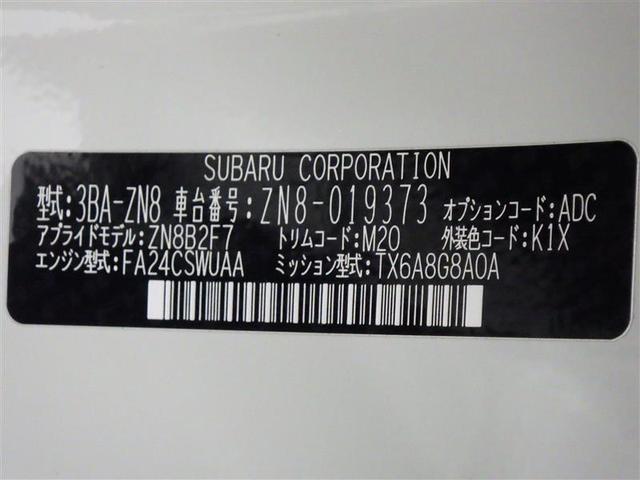 SUBARU CORPORATION
型式:3BA-ZN8 車台番号:ZN8-019373 オプションコード:ADC
アプライドモデル:ZN8B2F7 トリムコード:M20 外装色コード:K1X
エンジン型式:FA24CSWUAA ミッション型式:TX6A8G8A0A